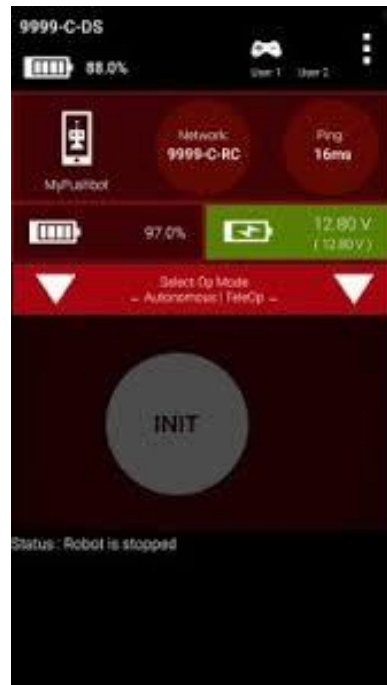 9999-C-DS
88.0%
User 1 User 2
Network:
9999-C-RC
Ping:
16ms
MyPushbot
97.0%
12.80 V
( 12.80 V )
Select Op Mode
← Autonomous | TeleOp →
INIT
Status : Robot is stopped